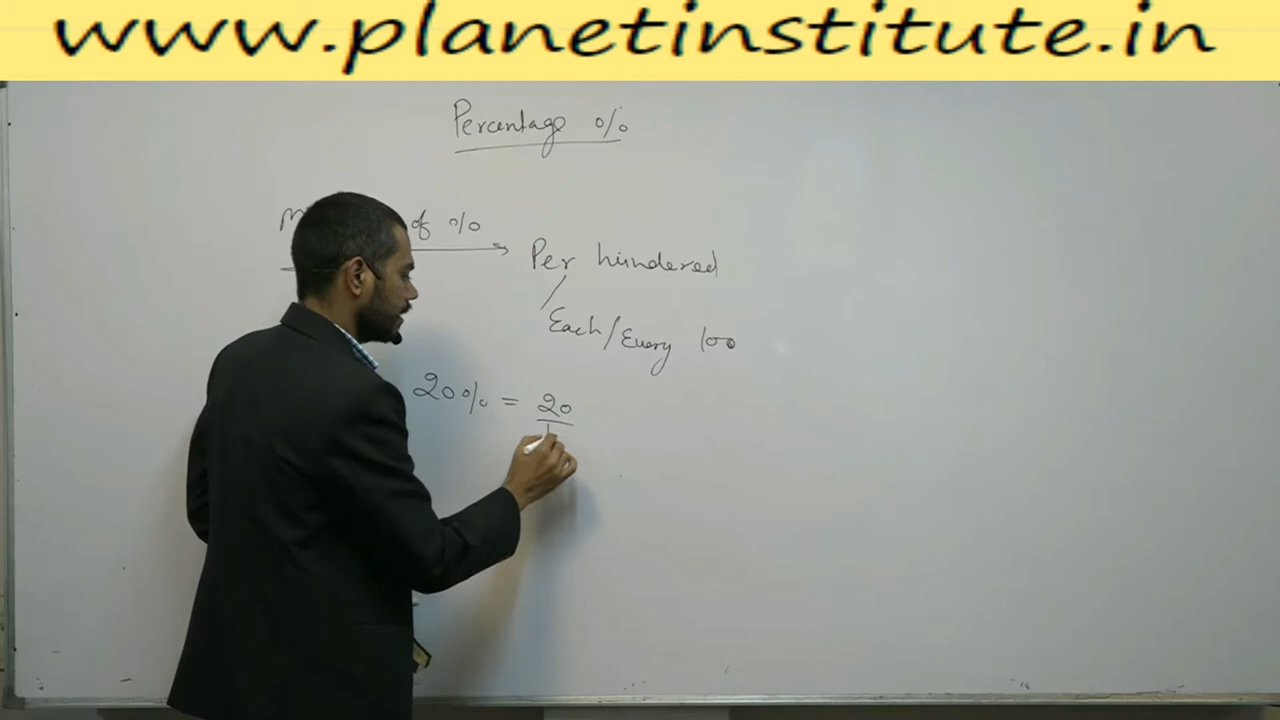 www.planetinstitute.in
Percentage %
of %
Per hundered
Each/Every 100
20% = 20